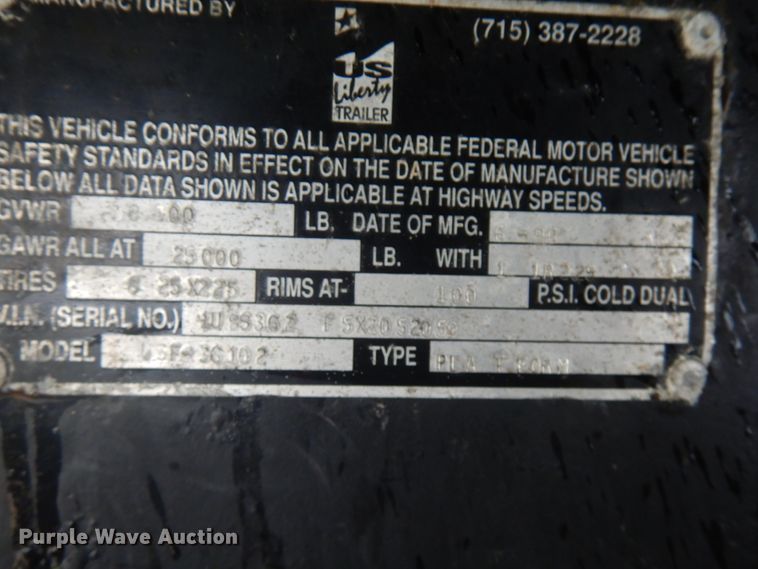 MANUFACTURED BY
(715) 387-2228
US
Liberty
TRAILER
THIS VEHICLE CONFORMS TO ALL APPLICABLE FEDERAL MOTOR VEHICLE
SAFETY STANDARDS IN EFFECT ON THE DATE OF MANUFACTURE SHOWN
BELOW ALL DATA SHOWN IS APPLICABLE AT HIGHWAY SPEEDS.
GVWR LB. DATE OF MFG.
GAWR ALL AT 25000 LB. WITH
TIRES RIMS AT- 100 P.S.I. COLD DUAL
V.I.N. (SERIAL NO.)
MODEL TYPE
Purple Wave Auction